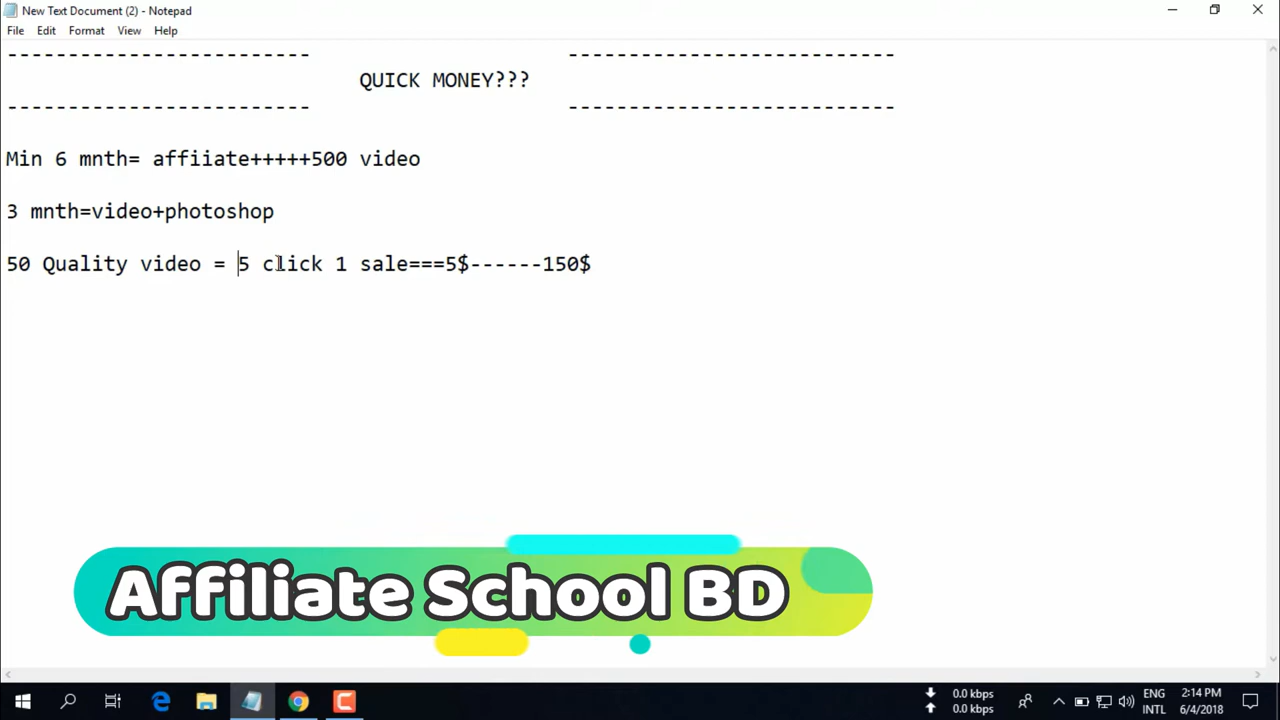 New Text Document (2) - Notepad
File Edit Format View Help
------------------------- ---------------------------
QUICK MONEY???
------------------------- ---------------------------
Min 6 mnth= affiiate+++++500 video
3 mnth=video+photoshop
50 Quality video = 5 click 1 sale===5$------150$
Affiliate School BD
0.0 kbps
0.0 kbps
ENG
INTL
2:14 PM
6/4/2018